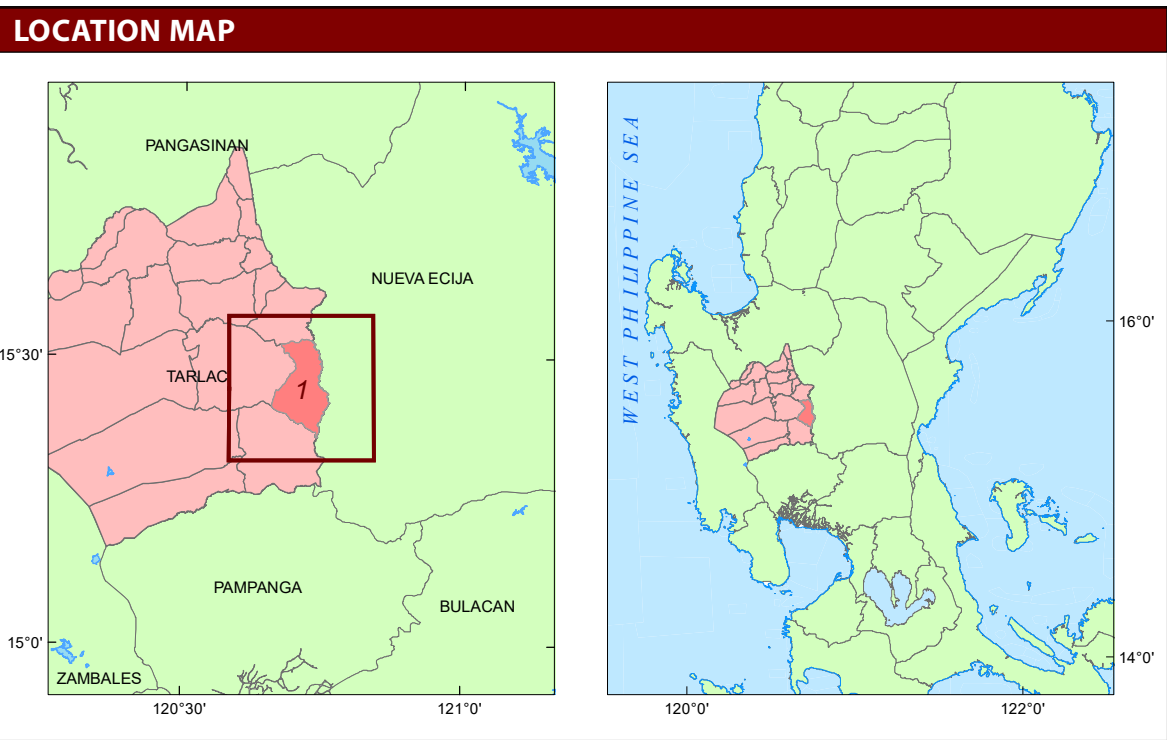 LOCATION MAP
PANGASINAN
NUEVA ECIJA
15°30'
TARLAC
1
PAMPANGA
BULACAN
15°0'
ZAMBALES
120°30'
121°0'
WEST PHILIPPINE SEA
16°0'
14°0'
120°0'
122°0'